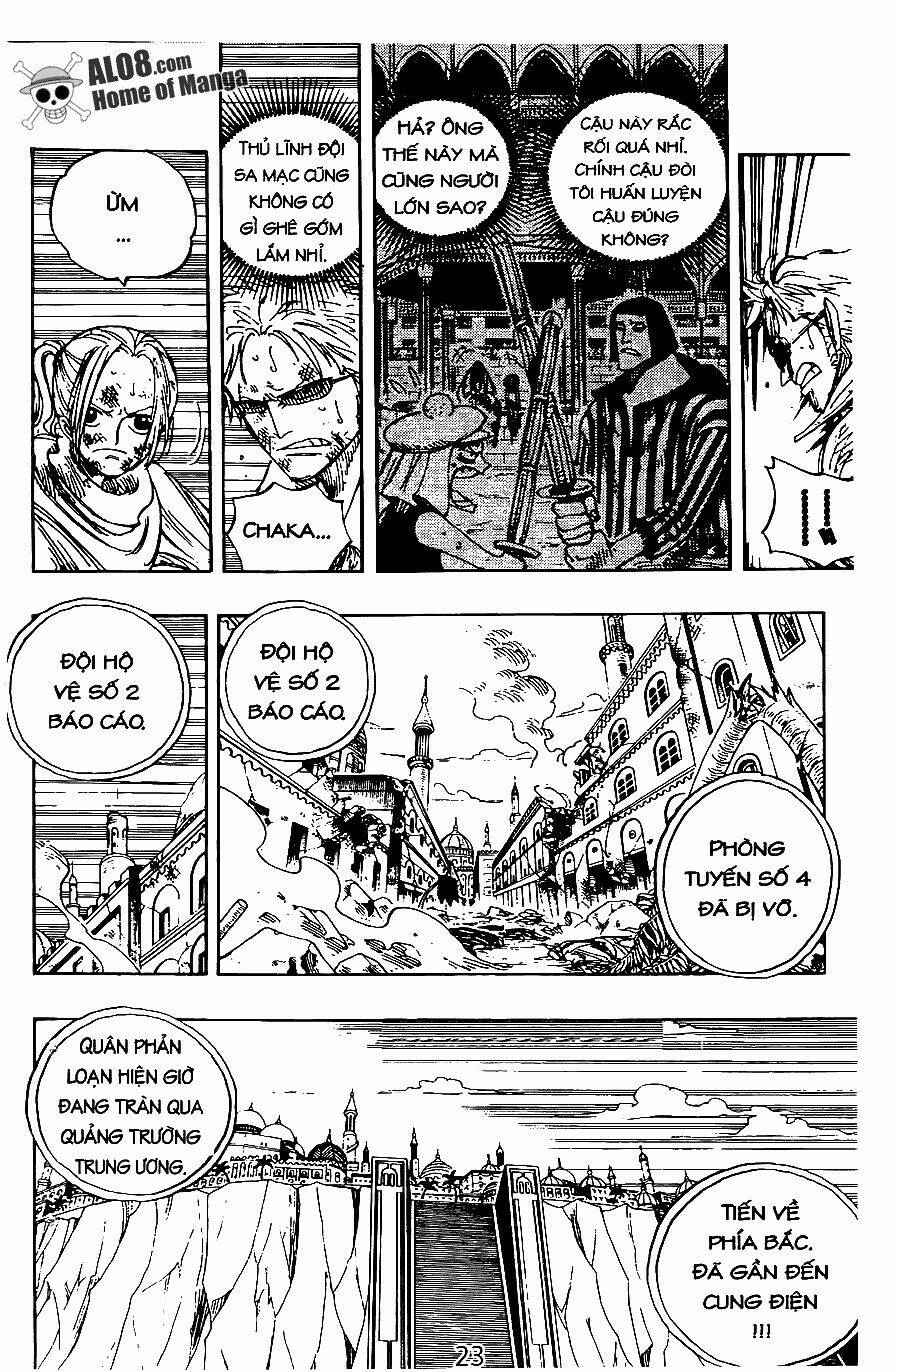 AL08.com
Home of Manga
CẬU NÀY RẮC
RỐI QUÁ NHỈ.
CHÍNH CẬU ĐÒI
TÔI HUẤN LUYỆN
CẬU ĐÚNG
KHÔNG?
HẢ? ÔNG
THẾ NÀY MÀ
CŨNG NGƯỜI
LỚN SAO?
THỦ LĨNH ĐỘI
SA MẠC CŨNG
KHÔNG CÓ
GÌ GHÊ GỚM
LẮM NHỈ.
CHAKA...
ỪM
...
ĐỘI HỘ
VỆ SỐ 2
BÁO CÁO.
PHÒNG
TUYẾN SỐ 4
ĐÃ BỊ VỠ.
ĐỘI HỘ
VỆ SỐ 2
BÁO CÁO.
QUÂN PHẢN
LOẠN HIỆN GIỜ
ĐANG TRÀN QUA
QUẢNG TRƯỜNG
TRUNG ƯƠNG.
TIẾN VỀ
PHÍA BẮC.
ĐÃ GẦN ĐẾN
CUNG ĐIỆN
!!!
23